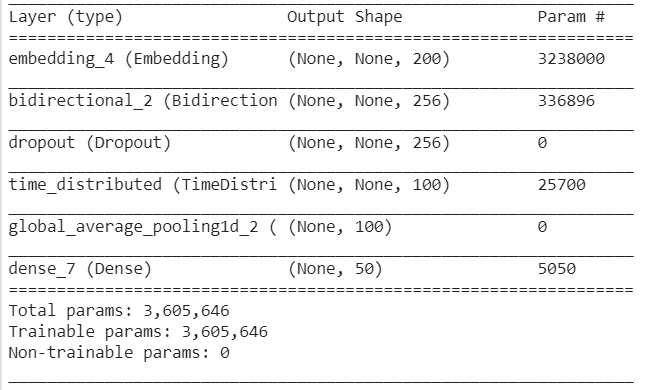 Layer (type) Output Shape Param #
=================================================================
embedding_4 (Embedding) (None, None, 200) 3238000
_________________________________________________________________
bidirectional_2 (Bidirection (None, None, 256) 336896
_________________________________________________________________
dropout (Dropout) (None, None, 256) 0
_________________________________________________________________
time_distributed (TimeDistri (None, None, 100) 25700
_________________________________________________________________
global_average_pooling1d_2 ( (None, 100) 0
_________________________________________________________________
dense_7 (Dense) (None, 50) 5050
=================================================================
Total params: 3,605,646
Trainable params: 3,605,646
Non-trainable params: 0
_________________________________________________________________